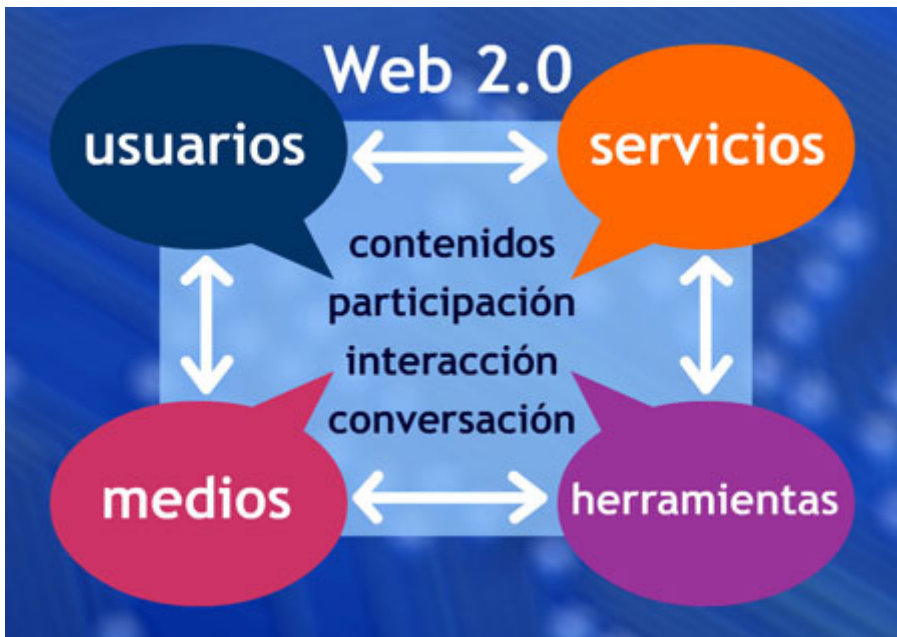 Web 2.0
usuarios
servicios
contenidos
participación
interacción
conversación
medios
herramientas